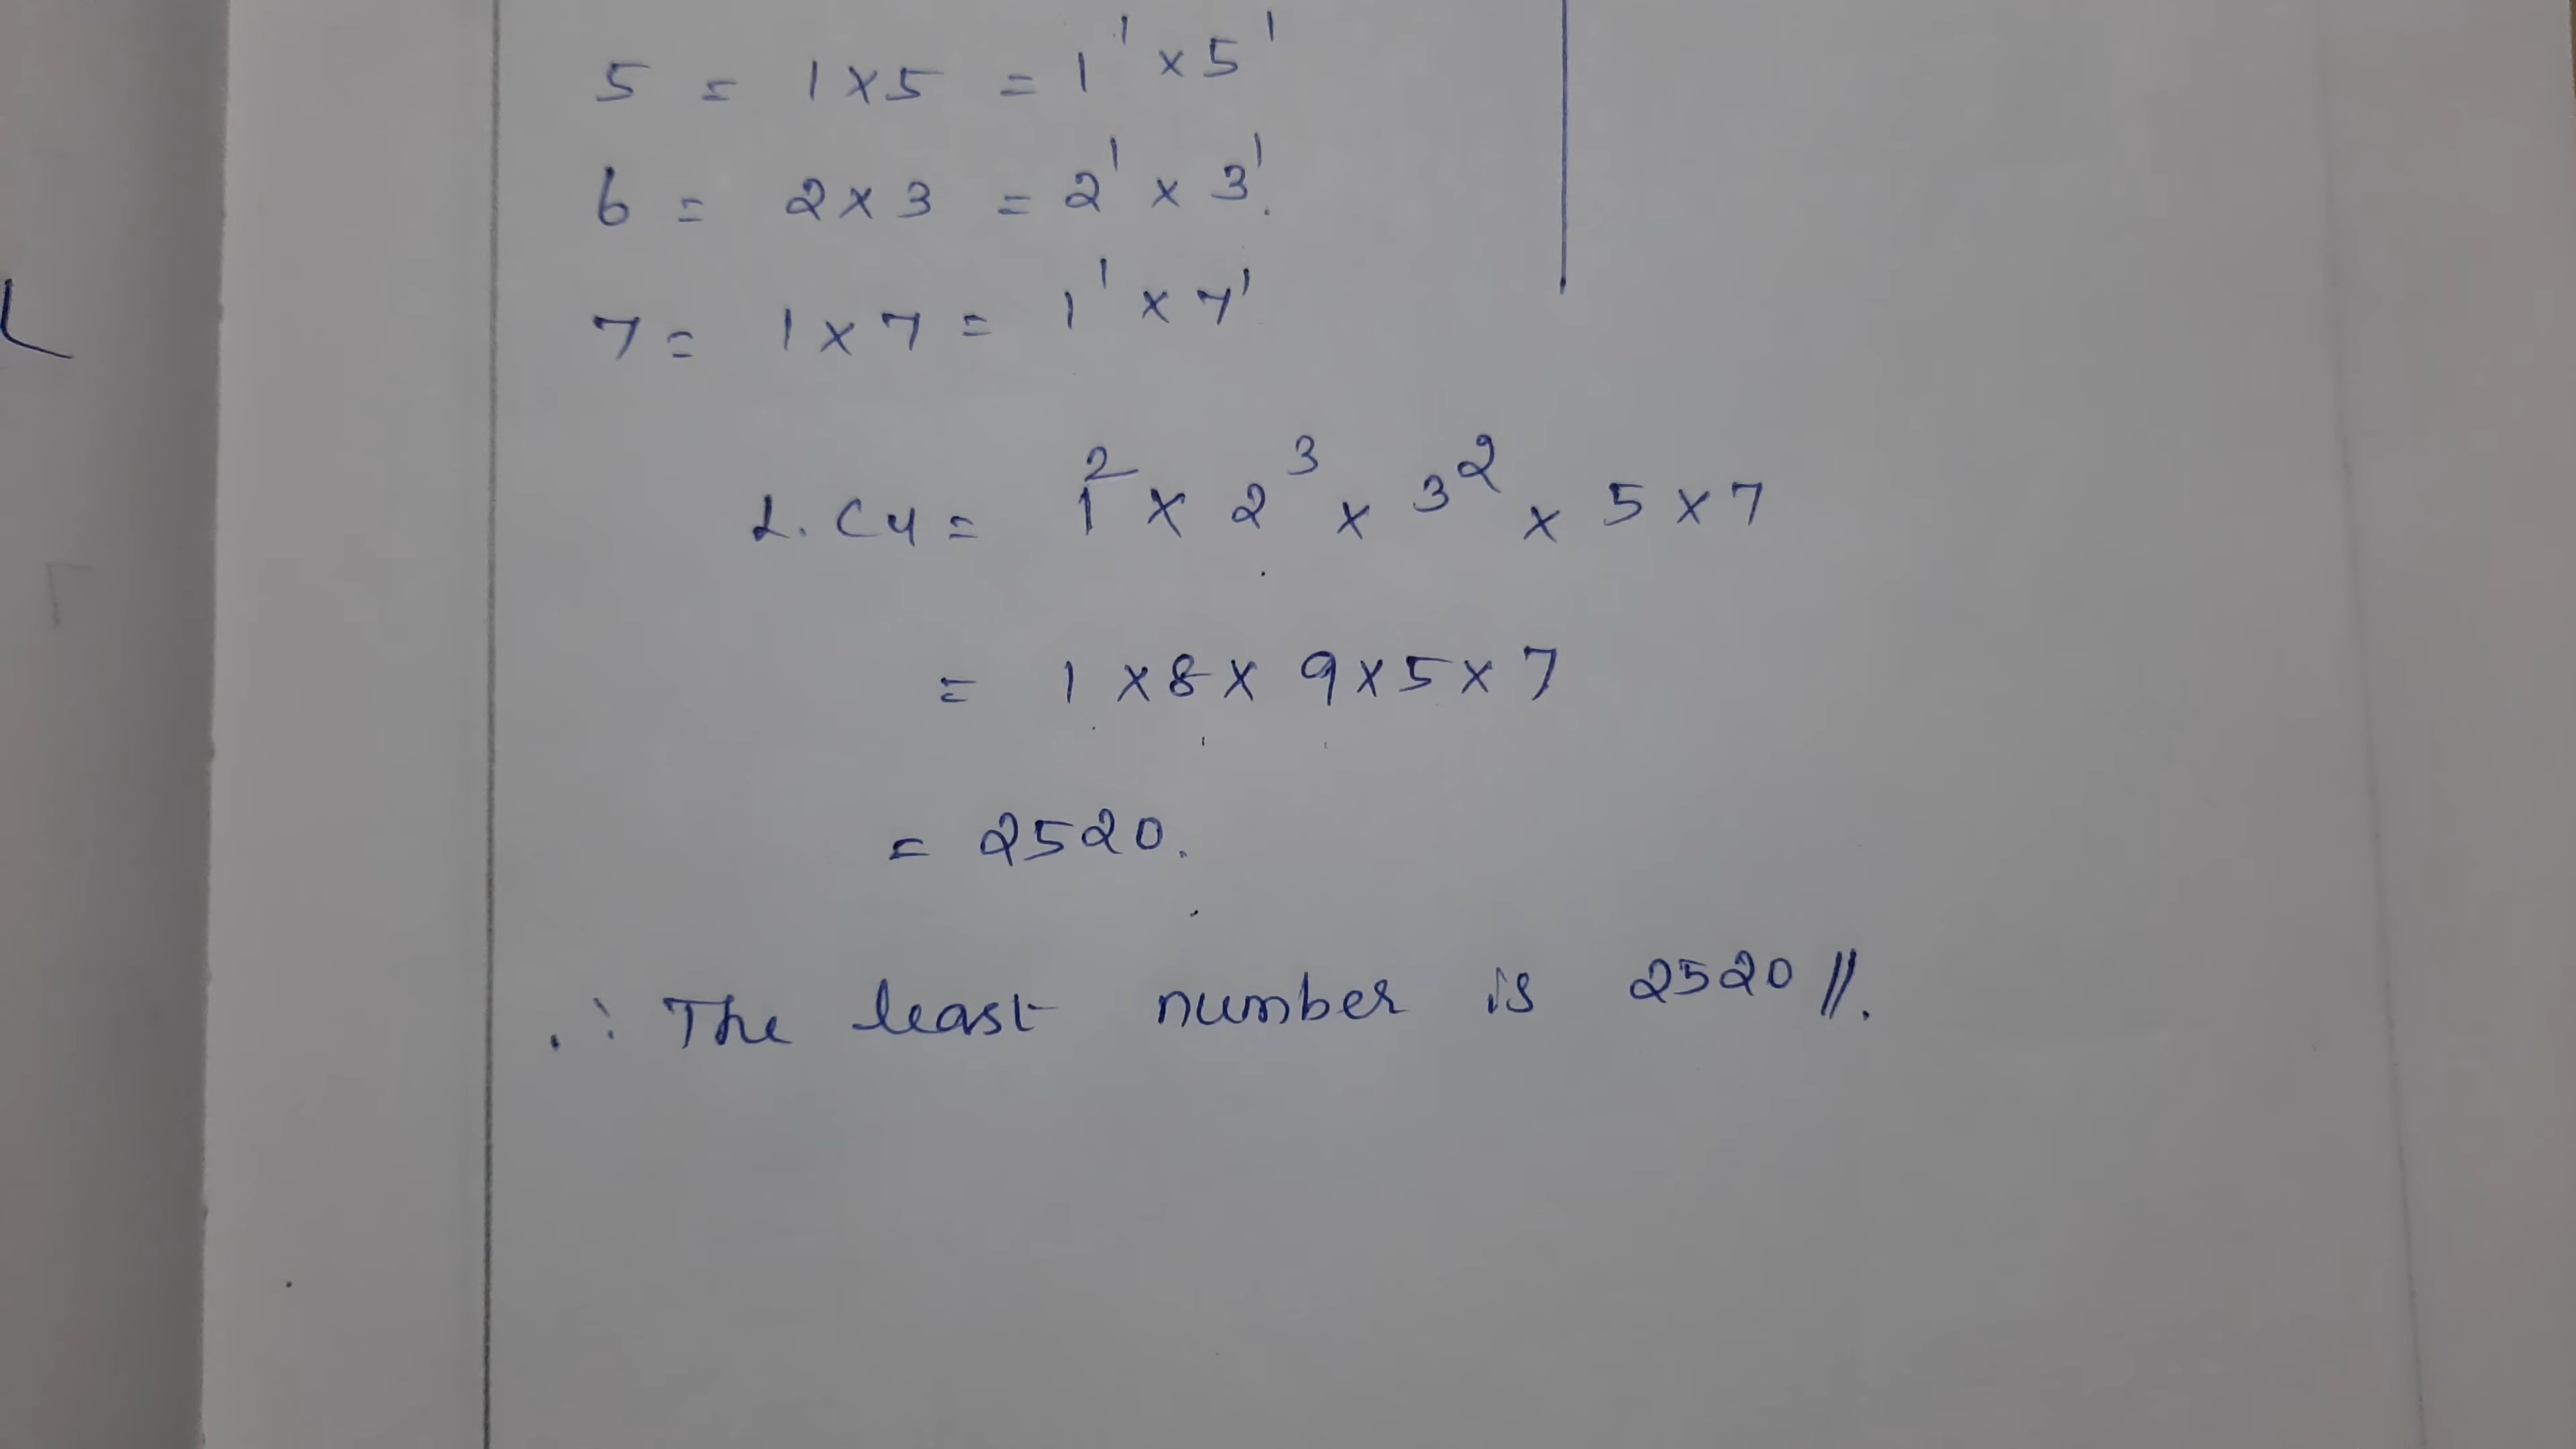 5 = 1 × 5 = 1¹ × 5¹
6 = 2 × 3 = 2¹ × 3¹.
7 = 1 × 7 = 1¹ × 7¹
L.C4 = 1² × 2³ × 3² × 5 × 7
= 1 × 8 × 9 × 5 × 7
= 2520.
∴ The least number is 2520 //.